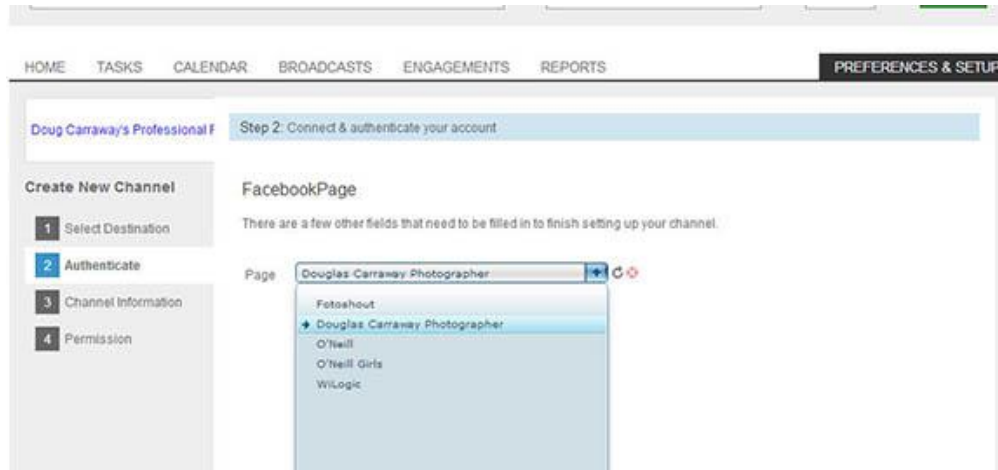 HOME TASKS CALENDAR BROADCASTS ENGAGEMENTS REPORTS PREFERENCES & SETUP
Doug Carraway's Professional F
Step 2: Connect & authenticate your account
Create New Channel
1 Select Destination
2 Authenticate
3 Channel Information
4 Permission
FacebookPage
There are a few other fields that need to be filled in to finish setting up your channel.
Page Douglas Carraway Photographer
Fotoshout
Douglas Carraway Photographer
O'Neill
O'Neill Girls
WiLogic